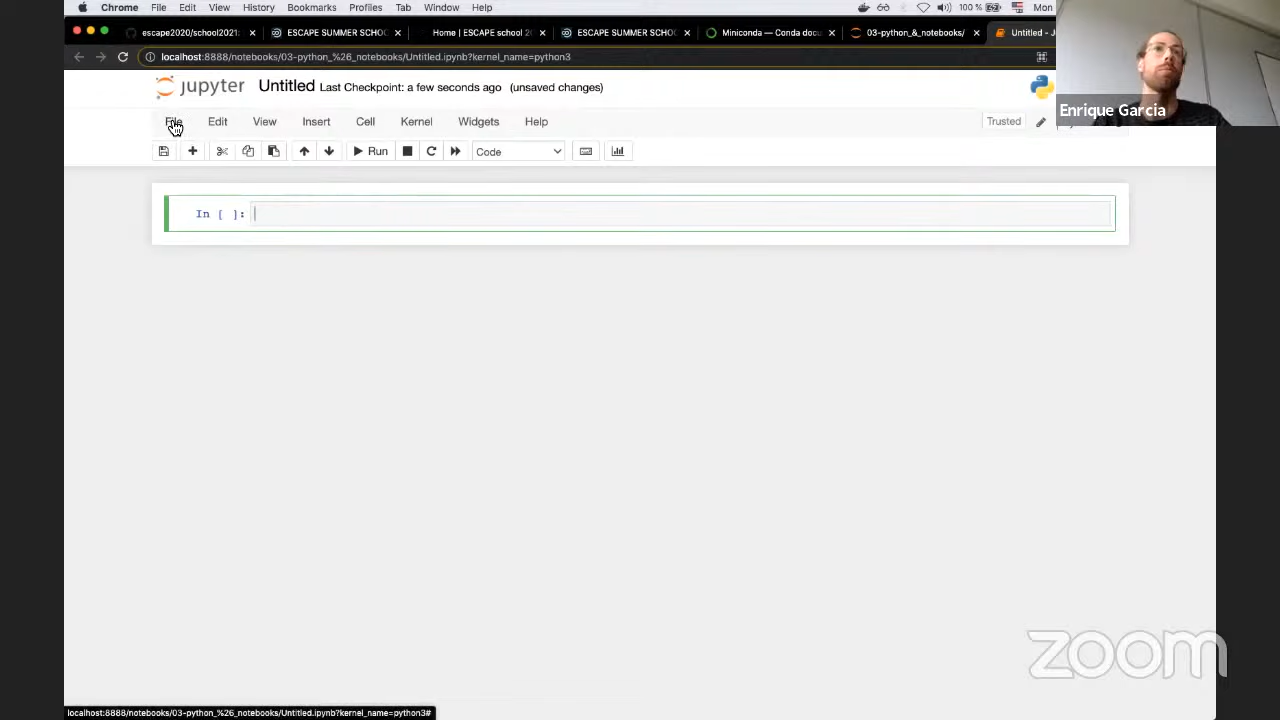 Chrome File Edit View History Bookmarks Profiles Tab Window Help 100 % Mon
escape2020/school2021: ESCAPE SUMMER SCHO Home | ESCAPE school 2 ESCAPE SUMMER SCHO Miniconda — Conda docu 03-python_&_notebooks/ Untitled - J
localhost:8888/notebooks/03-python_%26_notebooks/Untitled.ipynb?kernel_name=python3
jupyter Untitled Last Checkpoint: a few seconds ago (unsaved changes)
Enrique Garcia
File Edit View Insert Cell Kernel Widgets Help Trusted
Run Code
In [ ]:
zoom
localhost:8888/notebooks/03-python_%26_notebooks/Untitled.ipynb?kernel_name=python3#